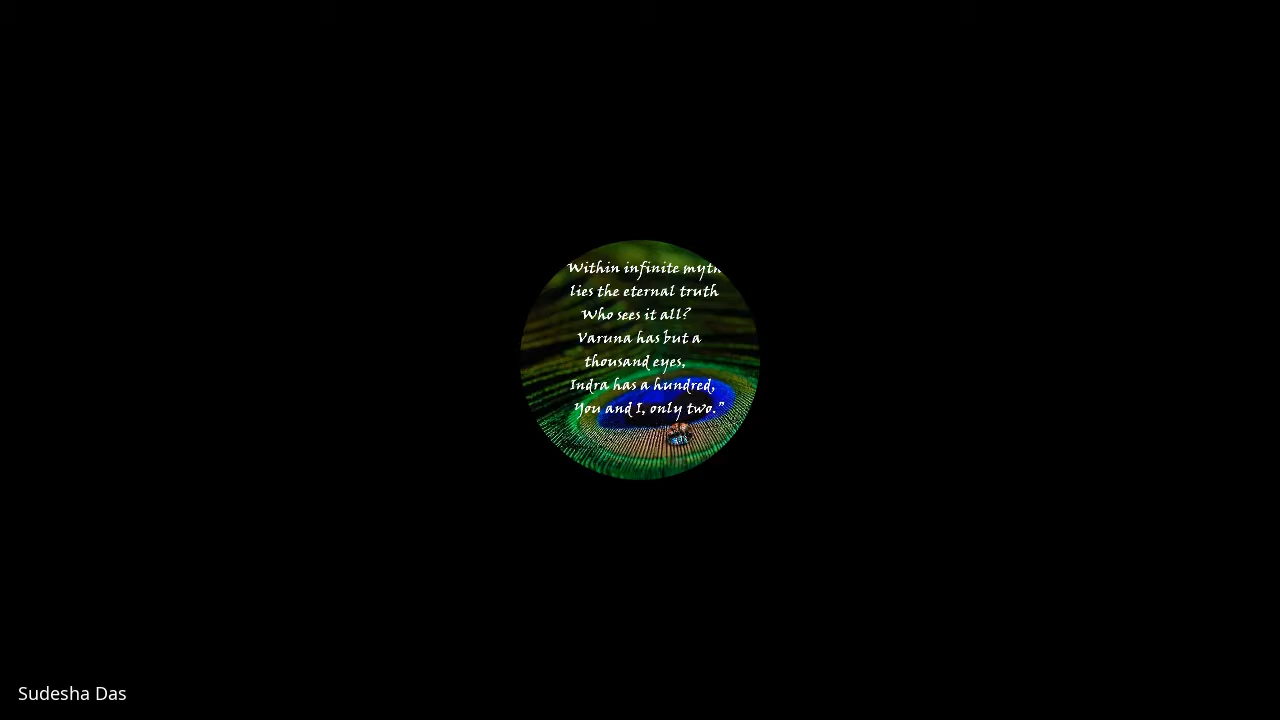 Within infinite myth
lies the eternal truth
Who sees it all?
Varuna has but a
thousand eyes,
Indra has a hundred,
You and I, only two.”
Sudesha Das